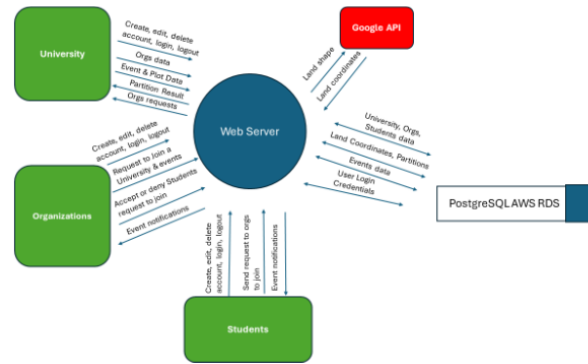 University
Create, edit, delete
account, login, logout
Orgs data
Event & Plot Data
Partition Result
Orgs requests
Google API
Land shape
Land coordinates
Web Server
University, Orgs,
Students data
Land Coordinates, Partitions
Events data
User Login
Credentials
PostgreSQL AWS RDS
Organizations
Create, edit, delete
account, login, logout
Request to Join a
University & events
Accept or deny Students
request to join
Event notifications
Create, edit, delete
account, login, logout
Send request to orgs
to join
Event notifications
Students